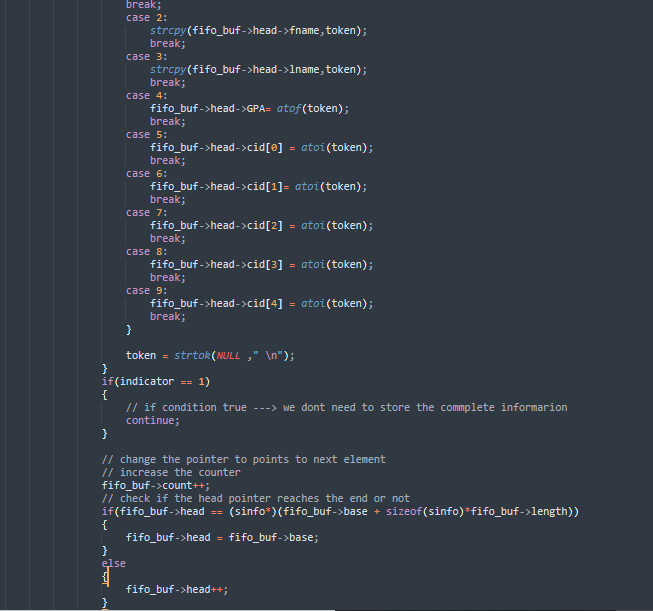 break;
case 2:
strcpy(fifo_buf->head->fname,token);
break;
case 3:
strcpy(fifo_buf->head->lname,token);
break;
case 4:
fifo_buf->head->GPA= atof(token);
break;
case 5:
fifo_buf->head->cid[0] = atoi(token);
break;
case 6:
fifo_buf->head->cid[1]= atoi(token);
break;
case 7:
fifo_buf->head->cid[2] = atoi(token);
break;
case 8:
fifo_buf->head->cid[3] = atoi(token);
break;
case 9:
fifo_buf->head->cid[4] = atoi(token);
break;
}
token = strtok(NULL ," \n");
}
if(indicator == 1)
{
// if condition true ---> we dont need to store the commplete informarion
continue;
}
// change the pointer to points to next element
// increase the counter
fifo_buf->count++;
// check if the head pointer reaches the end or not
if(fifo_buf->head == (sinfo*)(fifo_buf->base + sizeof(sinfo)*fifo_buf->length))
{
fifo_buf->head = fifo_buf->base;
}
else
{
fifo_buf->head++;
}